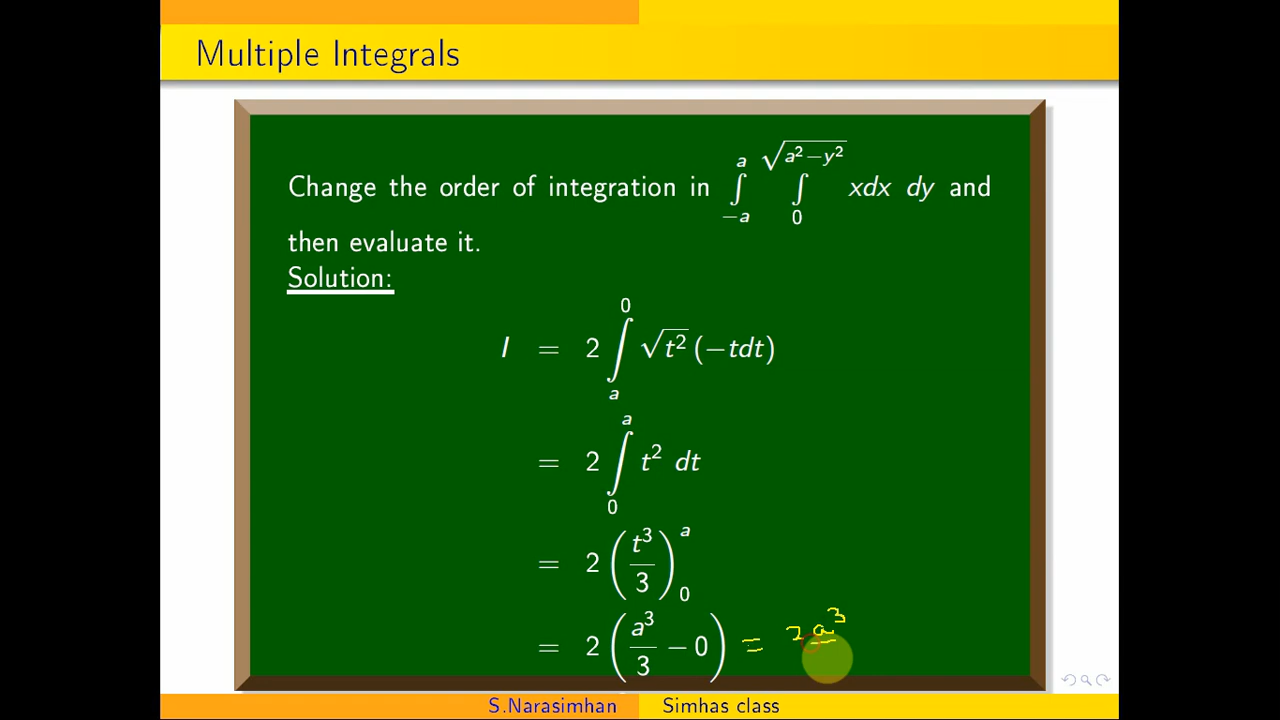 Multiple Integrals
Change the order of integration in ∫_{−a}^{a} ∫_{0}^{√(a²−y²)} xdx dy and
then evaluate it.
Solution:
I = 2 ∫_{a}^{0} √(t²) (−tdt)
= 2 ∫_{0}^{a} t² dt
= 2 (t³/3)_{0}^{a}
= 2 (a³/3 − 0) = 2a³
S.Narasimhan Simhas class